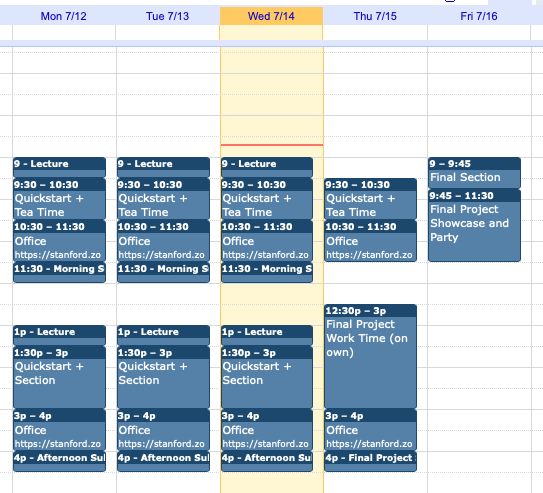 Mon 7/12
Tue 7/13
Wed 7/14
Thu 7/15
Fri 7/16
9 - Lecture
9:30 – 10:30
Quickstart +
Tea Time
10:30 – 11:30
Office
https://stanford.zo
11:30 - Morning S
1p - Lecture
1:30p – 3p
Quickstart +
Section
3p – 4p
Office
https://stanford.zo
4p - Afternoon Sul
9 - Lecture
9:30 – 10:30
Quickstart +
Tea Time
10:30 – 11:30
Office
https://stanford.zo
11:30 - Morning S
1p - Lecture
1:30p – 3p
Quickstart +
Section
3p – 4p
Office
https://stanford.zo
4p - Afternoon Sul
9 - Lecture
9:30 – 10:30
Quickstart +
Tea Time
10:30 – 11:30
Office
https://stanford.zo
11:30 - Morning S
1p - Lecture
1:30p – 3p
Quickstart +
Section
3p – 4p
Office
https://stanford.zo
4p - Afternoon Sul
9:30 – 10:30
Quickstart +
Tea Time
10:30 – 11:30
Office
https://stanford.zo
12:30p – 3p
Final Project
Work Time (on
own)
3p – 4p
Office
https://stanford.zo
4p - Final Project
9 – 9:45
Final Section
9:45 – 11:30
Final Project
Showcase and
Party